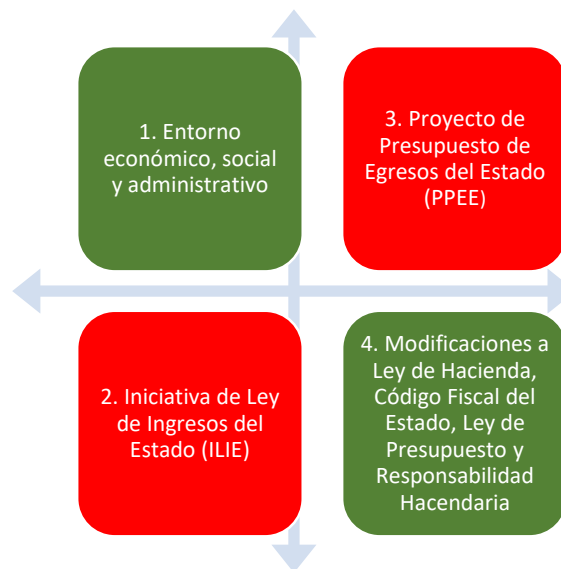 1. Entorno
económico, social
y administrativo
3. Proyecto de
Presupuesto de
Egresos del Estado
(PPEE)
2. Iniciativa de Ley
de Ingresos del
Estado (ILIE)
4. Modificaciones a
Ley de Hacienda,
Código Fiscal del
Estado, Ley de
Presupuesto y
Responsabilidad
Hacendaria